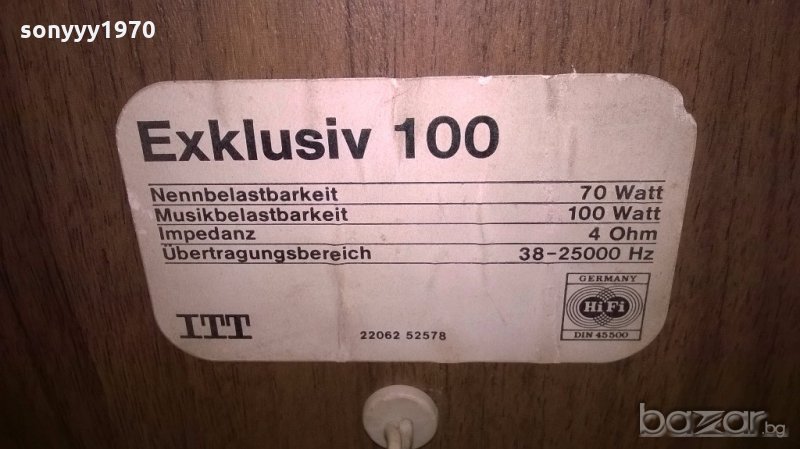 sonyyy1970
Exklusiv 100
Nennbelastbarkeit 70 Watt
Musikbelastbarkeit 100 Watt
Impedanz 4 Ohm
Übertragungsbereich 38-25000 Hz
GERMANY
HiFi
DIN 45500
ITT
22062 52578
bazar.bg